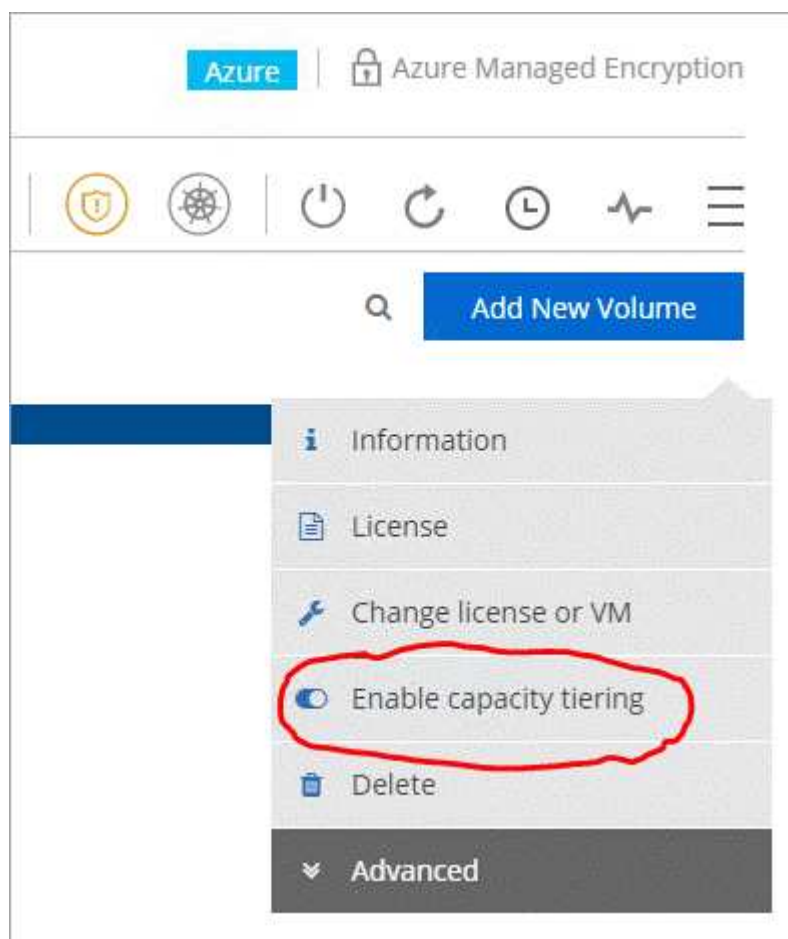 Azure
Azure Managed Encryption
Add New Volume
Information
License
Change license or VM
Enable capacity tiering
Delete
Advanced